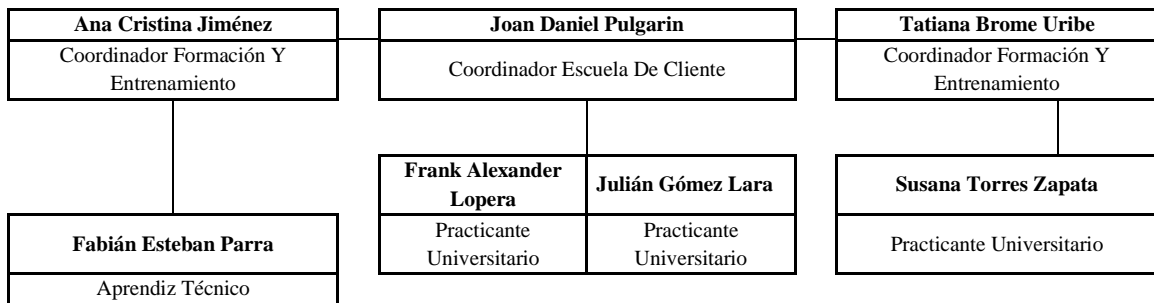 Ana Cristina Jiménez
Coordinador Formación Y
Entrenamiento
Joan Daniel Pulgarin
Coordinador Escuela De Cliente
Tatiana Brome Uribe
Coordinador Formación Y
Entrenamiento
Frank Alexander
Lopera
Practicante
Universitario
Julián Gómez Lara
Practicante
Universitario
Susana Torres Zapata
Practicante Universitario
Fabián Esteban Parra
Aprendiz Técnico